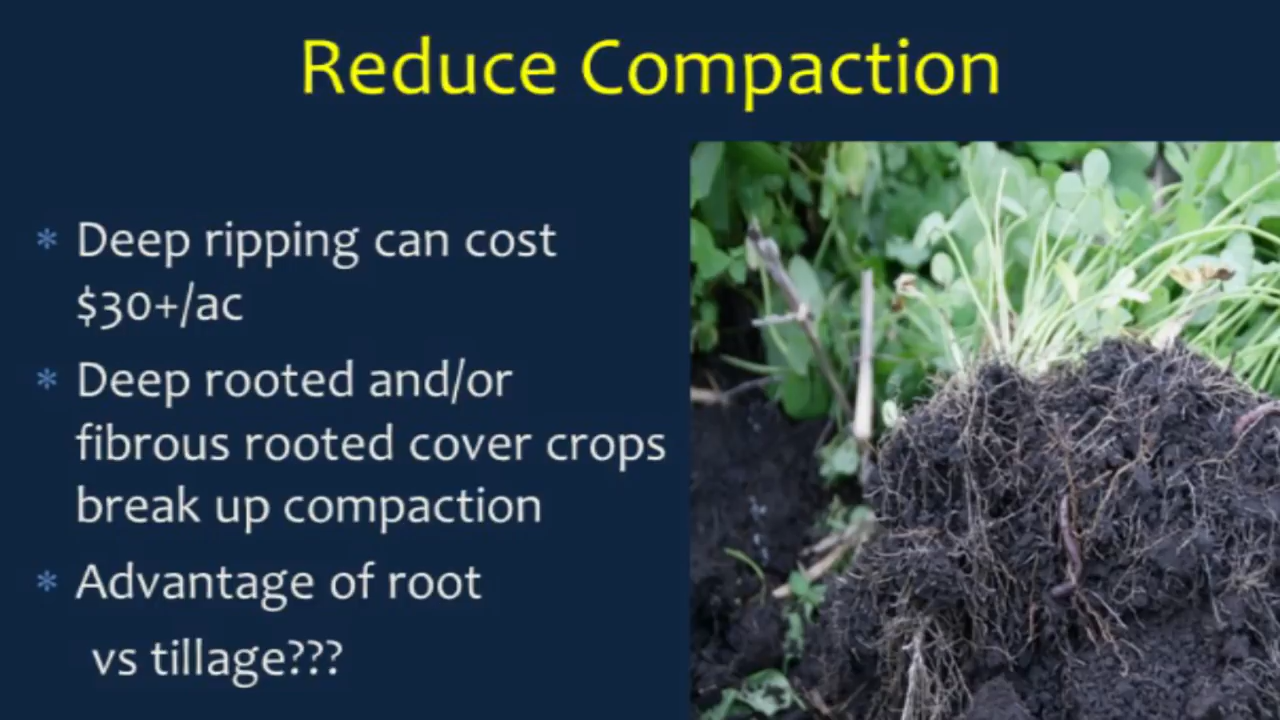 Reduce Compaction
* Deep ripping can cost
$30+/ac
* Deep rooted and/or
fibrous rooted cover crops
break up compaction
* Advantage of root
vs tillage???